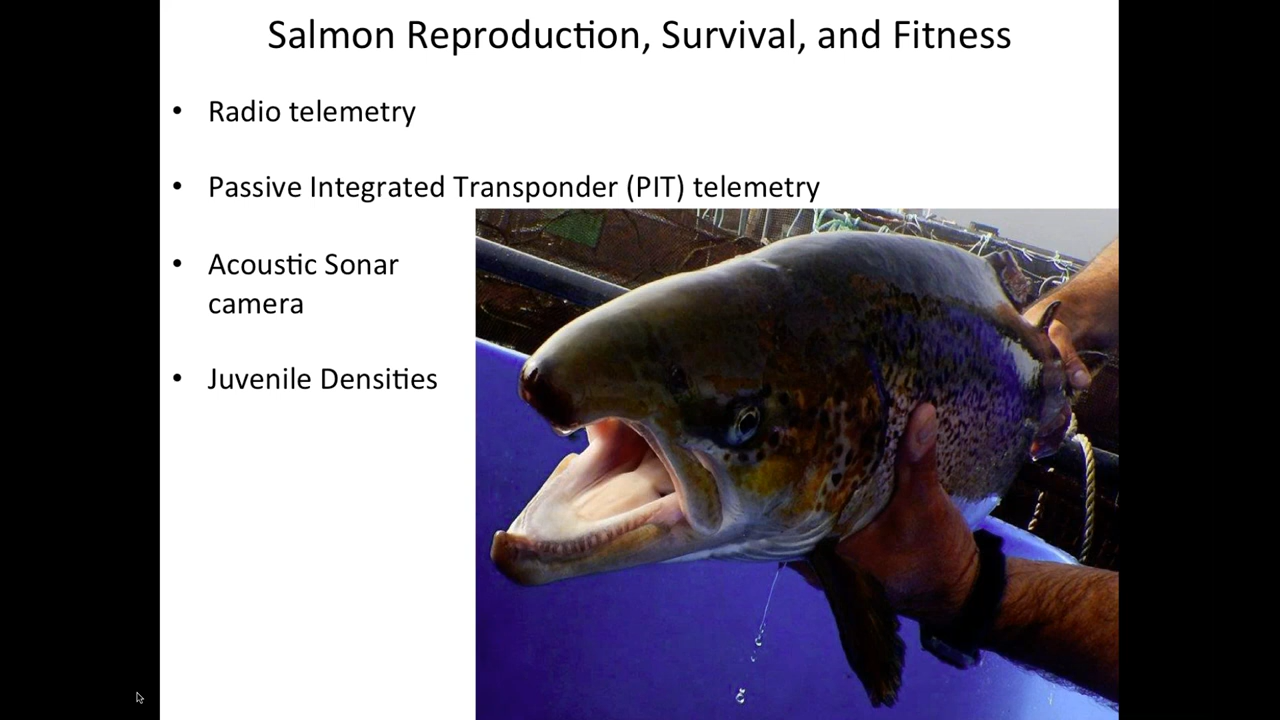 Salmon Reproduction, Survival, and Fitness
• Radio telemetry
• Passive Integrated Transponder (PIT) telemetry
• Acoustic Sonar
camera
• Juvenile Densities